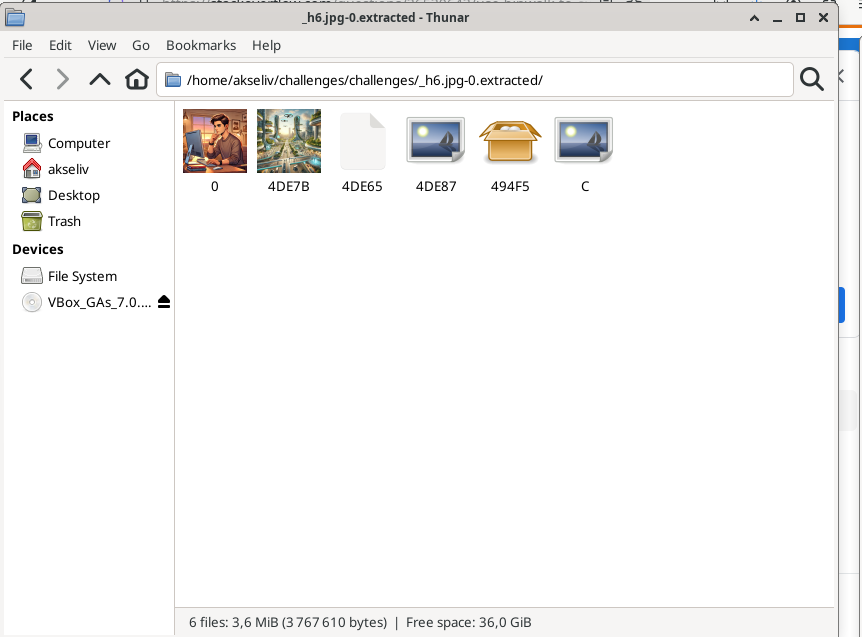 _h6.jpg-0.extracted - Thunar
File Edit View Go Bookmarks Help
/home/akseliv/challenges/challenges/_h6.jpg-0.extracted/
Places
Computer
akseliv
Desktop
Trash
Devices
File System
VBox_GAs_7.0....
0 4DE7B 4DE65 4DE87 494F5 C
6 files: 3,6 MiB (3 767 610 bytes) | Free space: 36,0 GiB